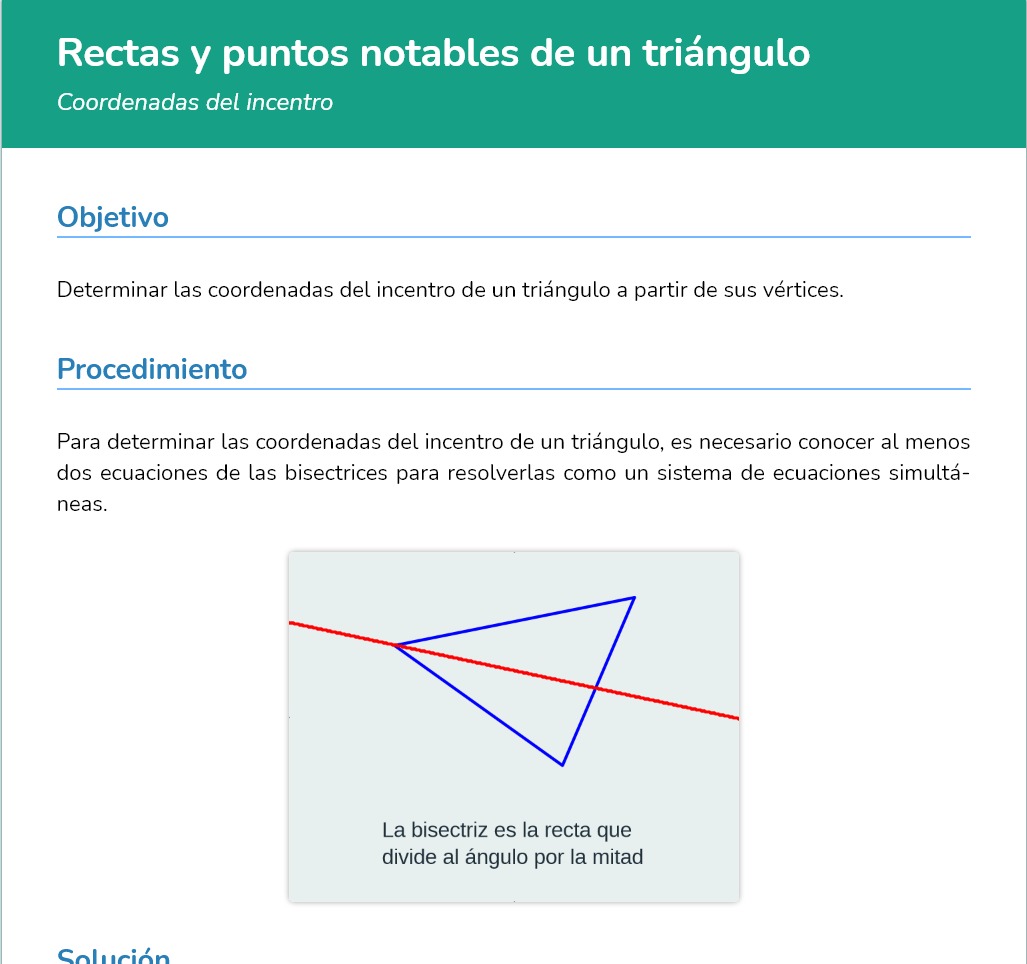 Rectas y puntos notables de un triángulo
Coordenadas del incentro
Objetivo
Determinar las coordenadas del incentro de un triángulo a partir de sus vértices.
Procedimiento
Para determinar las coordenadas del incentro de un triángulo, es necesario conocer al menos
dos ecuaciones de las bisectrices para resolverlas como un sistema de ecuaciones simultá-
neas.
La bisectriz es la recta que
divide al ángulo por la mitad
Solución